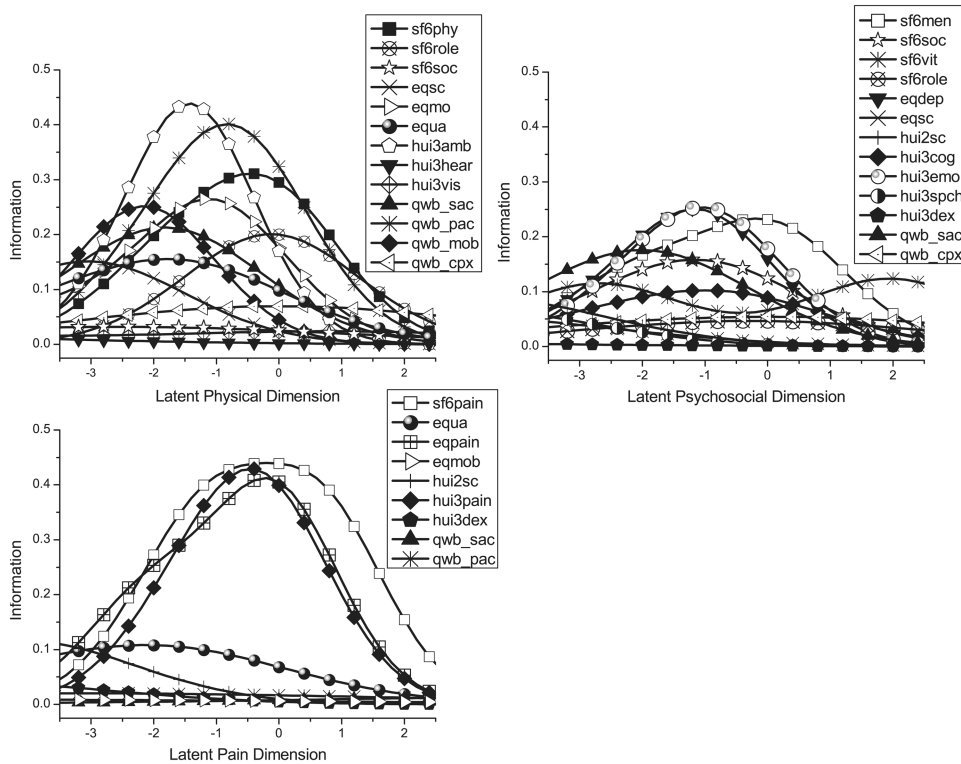 sf6phy
sf6role
sf6soc
eqsc
eqmo
equa
hui3amb
hui3hear
hui3vis
qwb_sac
qwb_pac
qwb_mob
qwb_cpx
0.5
0.4
0.3
0.2
0.1
0.0
Information
-3 -2 -1 0 1 2
Latent Physical Dimension
sf6men
sf6soc
sf6vit
sf6role
eqdep
eqsc
hui2sc
hui3cog
hui3emo
hui3spch
hui3dex
qwb_sac
qwb_cpx
0.5
0.4
0.3
0.2
0.1
0.0
Information
-3 -2 -1 0 1 2
Latent Psychosocial Dimension
sf6pain
equa
eqpain
eqmob
hui2sc
hui3pain
hui3dex
qwb_sac
qwb_pac
0.5
0.4
0.3
0.2
0.1
0.0
Information
-3 -2 -1 0 1 2
Latent Pain Dimension